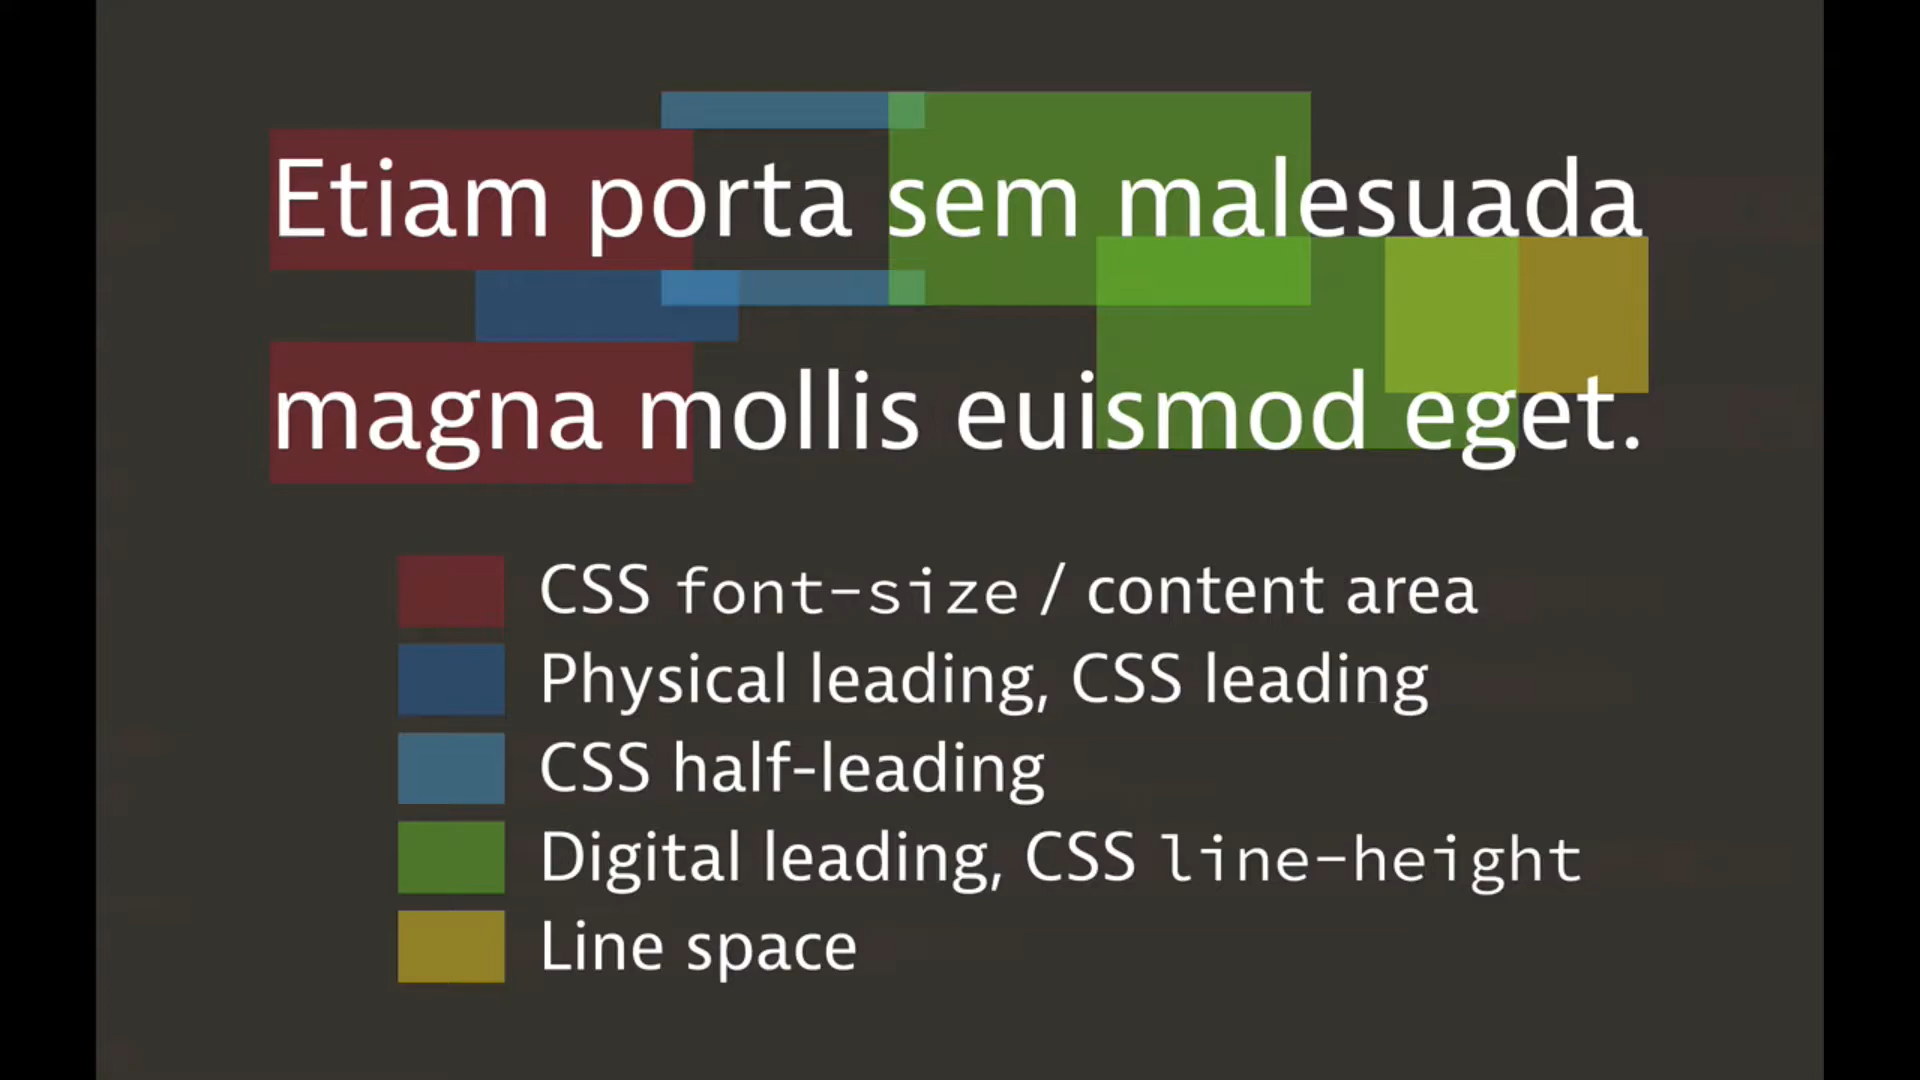 Etiam porta sem malesuada
magna mollis euismod eget.
CSS font-size / content area
Physical leading, CSS leading
CSS half-leading
Digital leading, CSS line-height
Line space